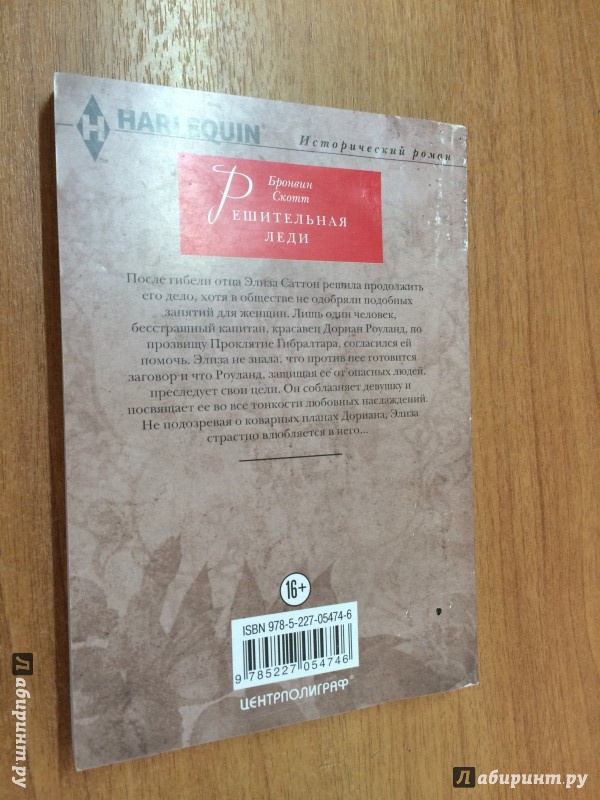 HARLEQUIN®
Исторический роман
Бронвин
Скотт
РЕШИТЕЛЬНАЯ
ЛЕДИ
После гибели отца Элиза Саттон решила продолжить
его дело, хотя в обществе не одобряли подобных
занятий для женщин. Лишь один человек,
бесстрашный капитан, красавец Дориан Роуланд, по
прозвищу Проклятие Гибралтара, согласился ей
помочь. Элиза не знала, что против нее готовится
заговор и что Роуланд, защищая ее от опасных людей,
преследует свои цели. Он соблазняет девушку и
посвящает ее во все тонкости любовных наслаждений.
Не подозревая о коварных планах Дориана, Элиза
страстно влюбляется в него...
16+
ISBN 978-5-227-05474-6
9 785227 054746
ЦЕНТРПОЛИГРАФ®
Лабиринт.ру
Лабиринт.ру